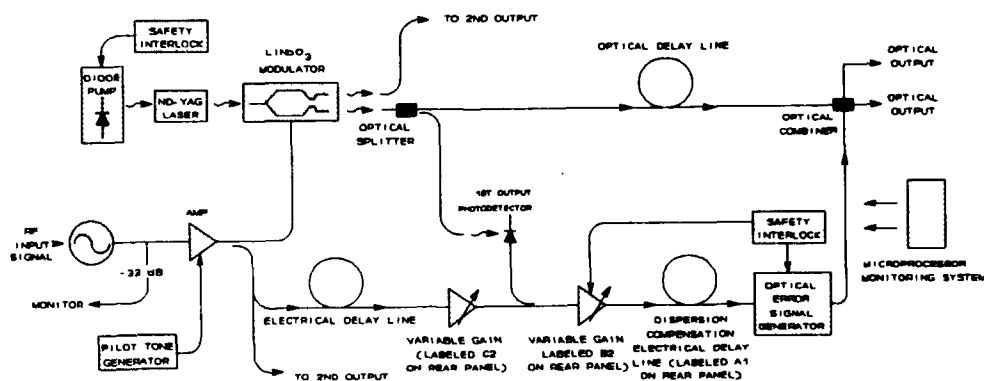 TO 2ND OUTPUT
SAFETY
INTERLOCK
LINbO3
MODULATOR
OPTICAL DELAY LINE
OPTICAL
OUTPUT
DIODE
PUMP
ND-YAG
LASER
OPTICAL
OUTPUT
OPTICAL
SPLITTER
OPTICAL
COMBINER
1ST OUTPUT
PHOTODETECTOR
AMP
RF
INPUT
SIGNAL
SAFETY
INTERLOCK
MICROPROCESSOR
MONITORING SYSTEM
-33 dB
MONITOR
ELECTRICAL DELAY LINE
OPTICAL
ERROR
SIGNAL
GENERATOR
PILOT TONE
GENERATOR
VARIABLE GAIN
(LABELED C2
ON REAR PANEL)
VARIABLE GAIN
LABELED B2
ON REAR PANEL)
DISPERSION
COMPENSATION
ELECTRICAL DELAY
LINE (LABELED A1
ON REAR PANEL)
TO 2ND OUTPUT